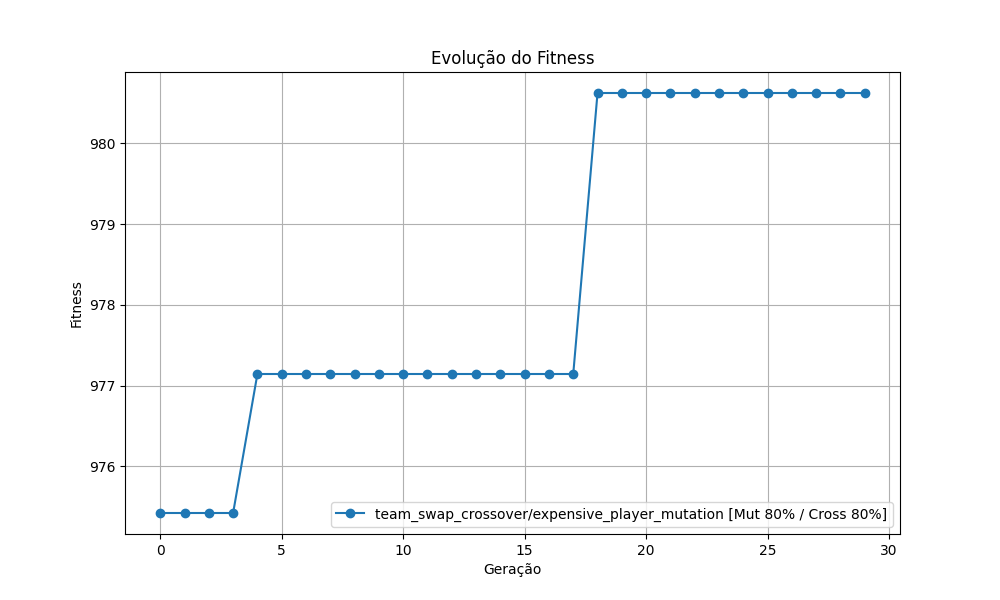 Evolução do Fitness
Fitness
980
979
978
977
976
team_swap_crossover/expensive_player_mutation [Mut 80% / Cross 80%]
0 5 10 15 20 25 30
Geração